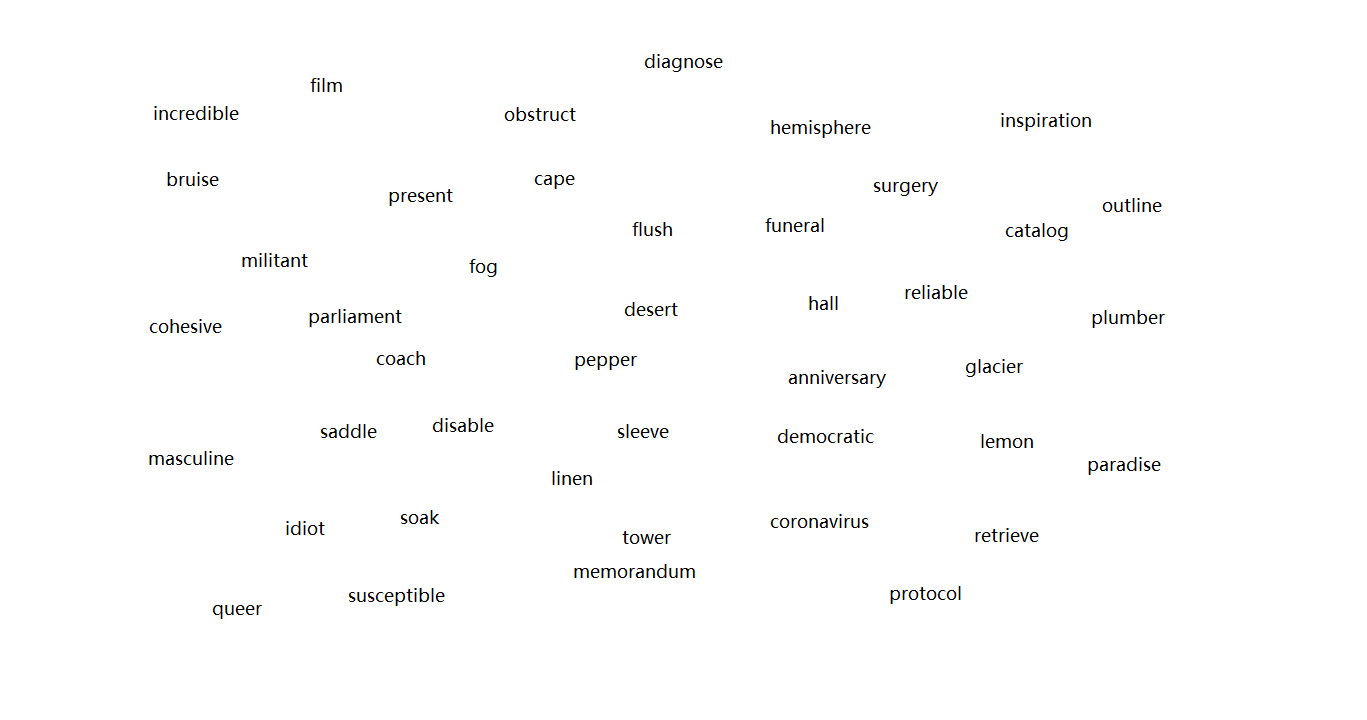 diagnose
film
incredible
obstruct
inspiration
hemisphere
cape
bruise
surgery
present
outline
funeral
flush
catalog
militant
fog
reliable
hall
desert
parliament
plumber
cohesive
coach
pepper
glacier
anniversary
disable
saddle
sleeve
democratic
lemon
masculine
paradise
linen
soak
coronavirus
idiot
retrieve
tower
memorandum
protocol
susceptible
queer